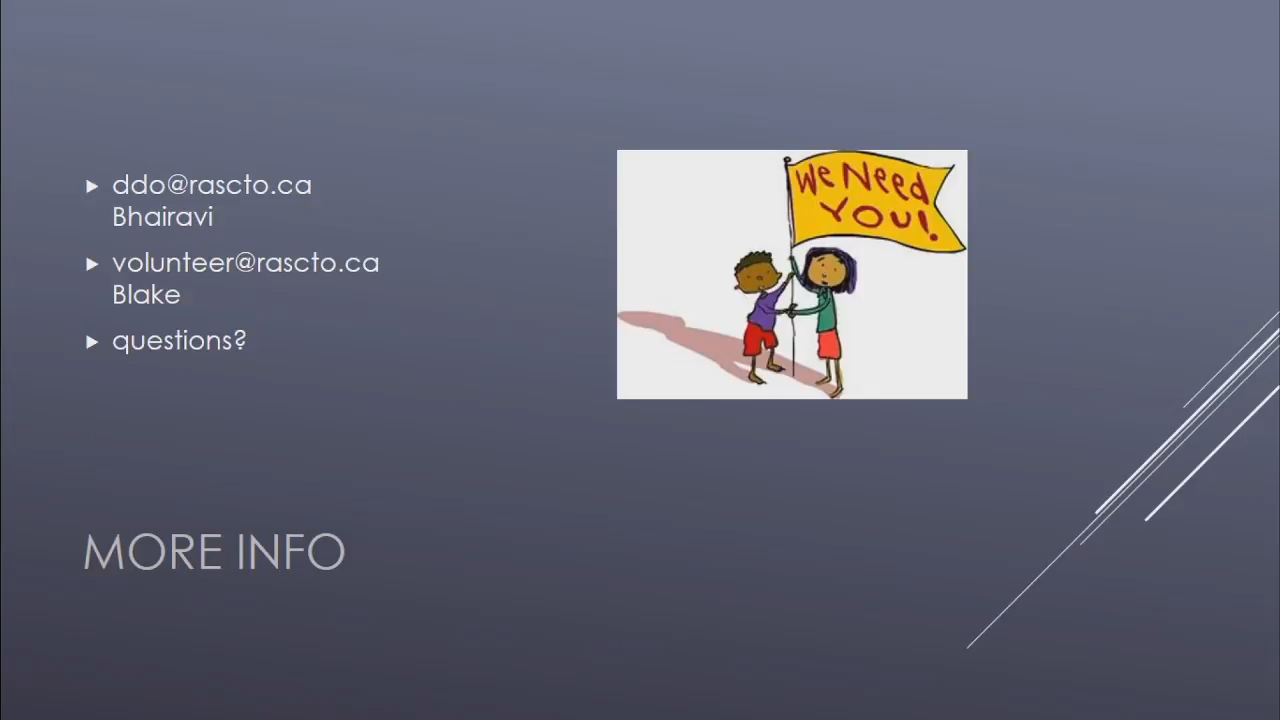 ddo@rascto.ca
Bhairavi
volunteer@rascto.ca
Blake
questions?
We Need
YOU!
MORE INFO